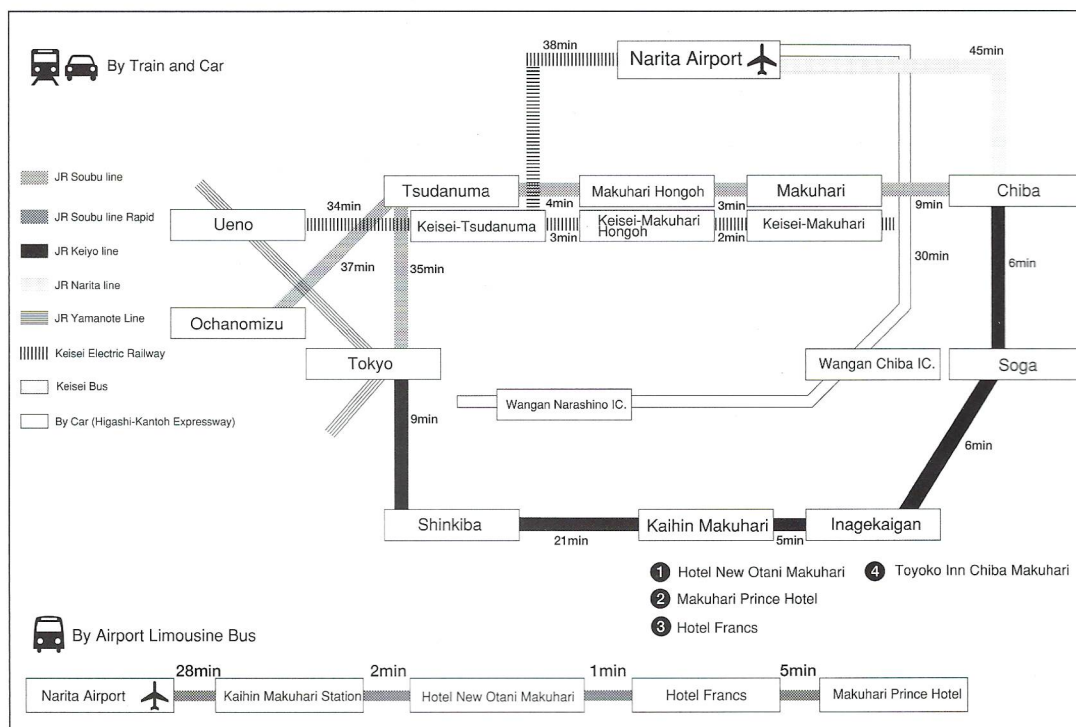 By Train and Car
38min
Narita Airport
45min
JR Soubu line
JR Soubu line Rapid
JR Keiyo line
JR Narita line
JR Yamanote Line
Keisei Electric Railway
Keisei Bus
By Car (Higashi-Kantoh Expressway)
Tsudanuma
4min
Makuhari Hongoh
3min
Makuhari
9min
Chiba
Ueno
34min
Keisei-Tsudanuma
3min
Keisei-Makuhari
Hongoh
2min
Keisei-Makuhari
37min
35min
30min
6min
Ochanomizu
Tokyo
Wangan Chiba IC.
Soga
9min
Wangan Narashino IC.
6min
Shinkiba
21min
Kaihin Makuhari
5min
Inagekaigan
1 Hotel New Otani Makuhari
2 Makuhari Prince Hotel
3 Hotel Francs
4 Toyoko Inn Chiba Makuhari
By Airport Limousine Bus
Narita Airport
28min
Kaihin Makuhari Station
2min
Hotel New Otani Makuhari
1min
Hotel Francs
5min
Makuhari Prince Hotel